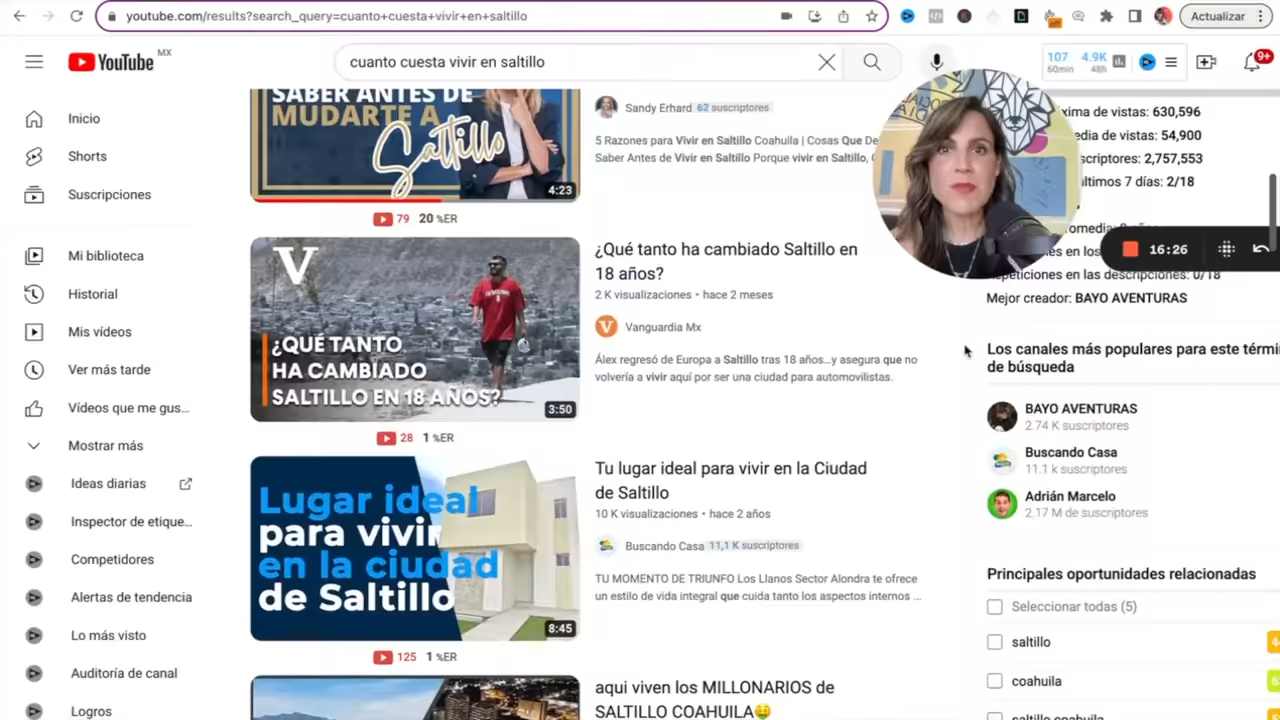 youtube.com/results?search_query=cuanto+cuesta+vivir+en+saltillo
off
Actualizar
YouTube MX
cuanto cuesta vivir en saltillo
107
60min
4.9K
48h
9+
Inicio
Shorts
Suscripciones
Mi biblioteca
Historial
Mis vídeos
Ver más tarde
Vídeos que me gus...
Mostrar más
Ideas diarias
Inspector de etique...
Competidores
Alertas de tendencia
Lo más visto
Auditoría de canal
Logros
SABER ANTES DE
MUDARTE A
Saltillo
4:23
79 20 %ER
Sandy Erhard 62 suscriptores
5 Razones para Vivir en Saltillo Coahuila | Cosas Que De
Saber Antes de Vivir en Saltillo Porque vivir en Saltillo,
V
¿QUÉ TANTO
HA CAMBIADO
SALTILLO EN 18 AÑOS?
3:50
28 1 %ER
¿Qué tanto ha cambiado Saltillo en
18 años?
2 K visualizaciones • hace 2 meses
V Vanguardia Mx
Álex regresó de Europa a Saltillo tras 18 años…y asegura que no
volvería a vivir aquí por ser una ciudad para automovilistas.
Lugar ideal
para vivir
en la ciudad
de Saltillo
8:45
125 1 %ER
Tu lugar ideal para vivir en la Ciudad
de Saltillo
10 K visualizaciones • hace 2 años
Buscando Casa 11,1 K suscriptores
TU MOMENTO DE TRIUNFO Los Llanos Sector Alondra te ofrece
un estilo de vida integral que cuida tanto los aspectos internos ...
aqui viven los MILLONARIOS de
SALTILLO COAHUILA🤑
xima de vistas: 630,596
edia de vistas: 54,900
scriptores: 2,757,553
últimos 7 días: 2/18
16:26
epeticiones en las descripciones: 0/18
Mejor creador: BAYO AVENTURAS
Los canales más populares para este térmi
de búsqueda
BAYO AVENTURAS
2.74 K suscriptores
Buscando Casa
11.1 k suscriptores
Adrián Marcelo
2.17 M de suscriptores
Principales oportunidades relacionadas
Seleccionar todas (5)
saltillo
coahuila
saltillo coahuila